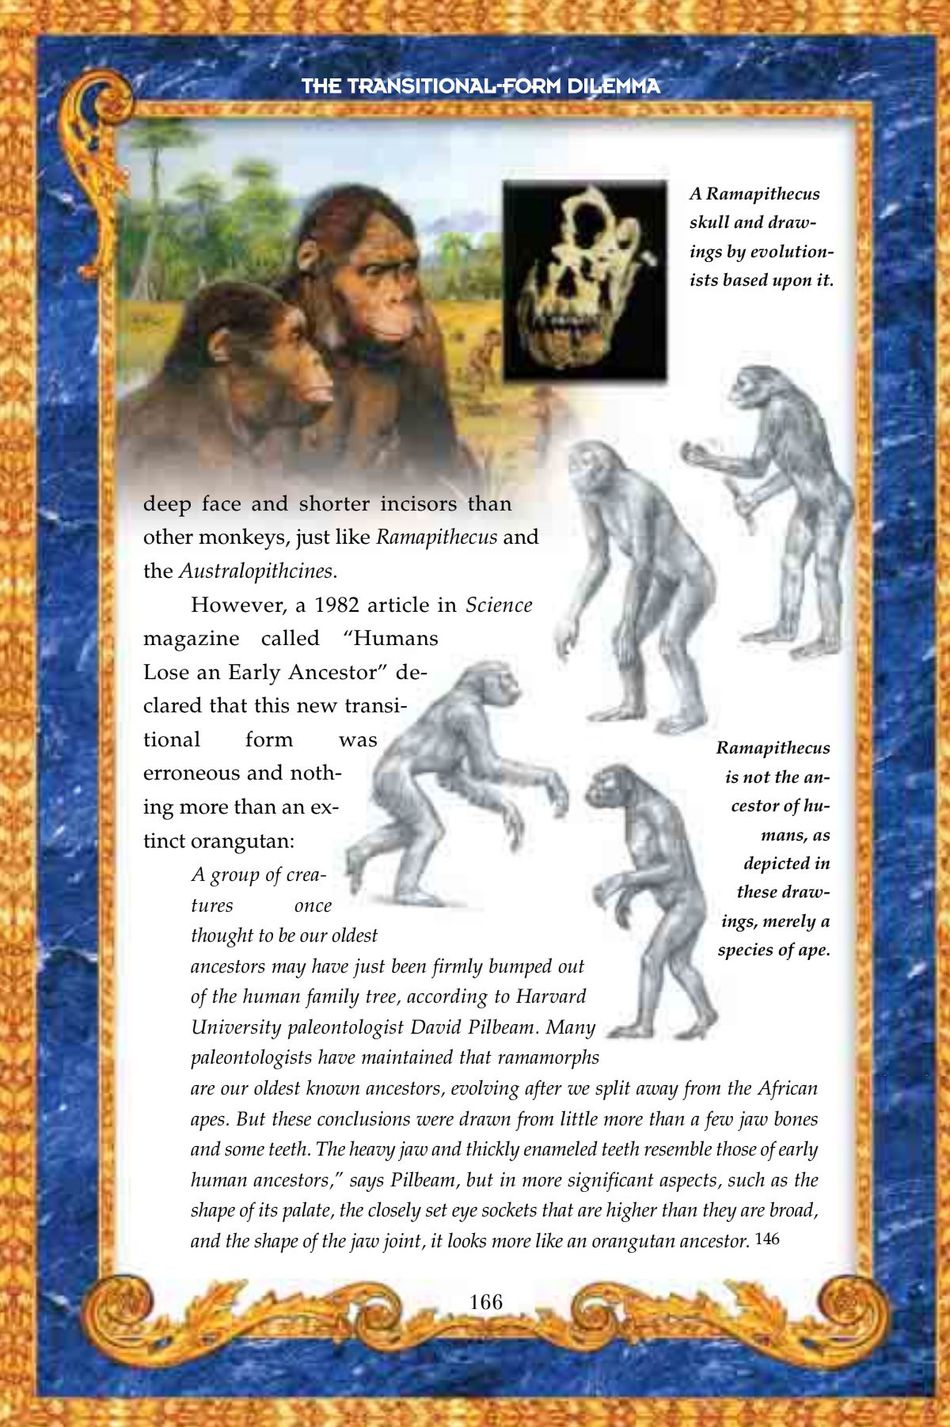 THE TRANSITIONAL-FORM DILEMMA
A Ramapithecus
skull and draw-
ings by evolution-
ists based upon it.
deep face and shorter incisors than
other monkeys, just like Ramapithecus and
the Australopithcines.
However, a 1982 article in Science
magazine called “Humans
Lose an Early Ancestor” de-
clared that this new transi-
tional form was
erroneous and noth-
ing more than an ex-
tinct orangutan:
Ramapithecus
is not the an-
cestor of hu-
mans, as
depicted in
these draw-
ings, merely a
species of ape.
A group of crea-
tures once
thought to be our oldest
ancestors may have just been firmly bumped out
of the human family tree, according to Harvard
University paleontologist David Pilbeam. Many
paleontologists have maintained that ramamorphs
are our oldest known ancestors, evolving after we split away from the African
apes. But these conclusions were drawn from little more than a few jaw bones
and some teeth. The heavy jaw and thickly enameled teeth resemble those of early
human ancestors,” says Pilbeam, but in more significant aspects, such as the
shape of its palate, the closely set eye sockets that are higher than they are broad,
and the shape of the jaw joint, it looks more like an orangutan ancestor. 146
166